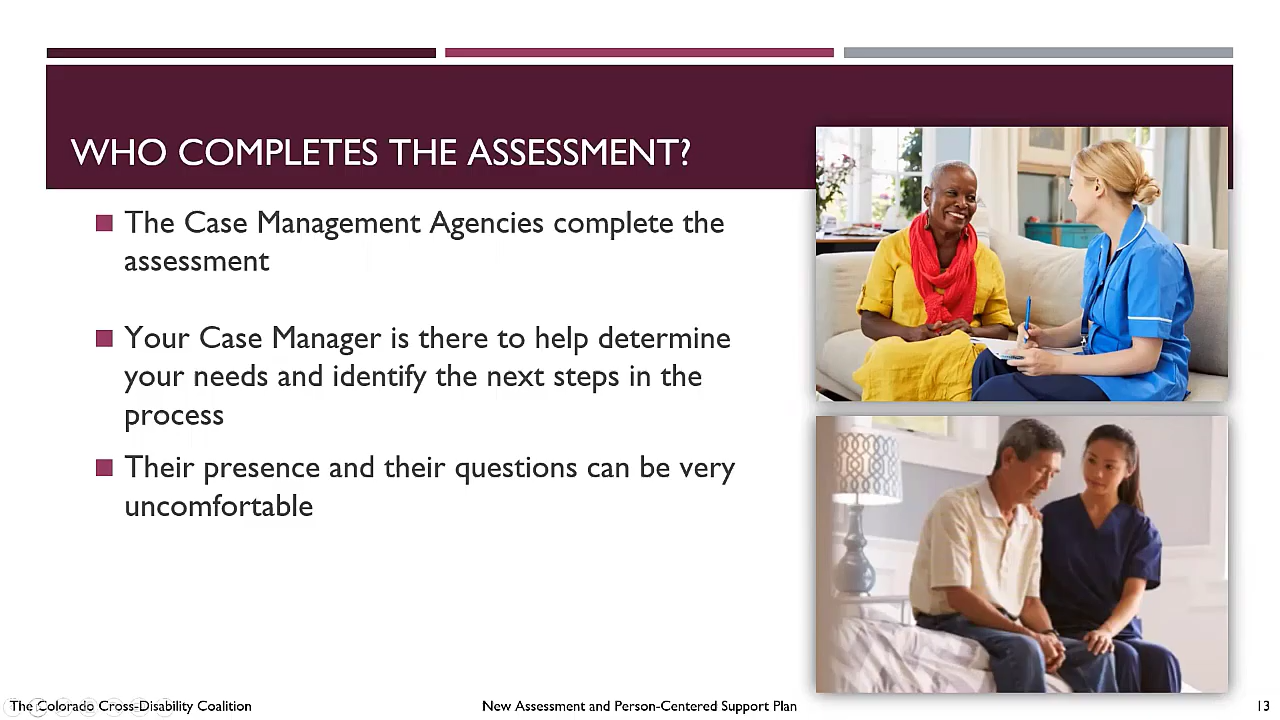 WHO COMPLETES THE ASSESSMENT?
The Case Management Agencies complete the
assessment
Your Case Manager is there to help determine
your needs and identify the next steps in the
process
Their presence and their questions can be very
uncomfortable
The Colorado Cross-Disability Coalition
New Assessment and Person-Centered Support Plan
13